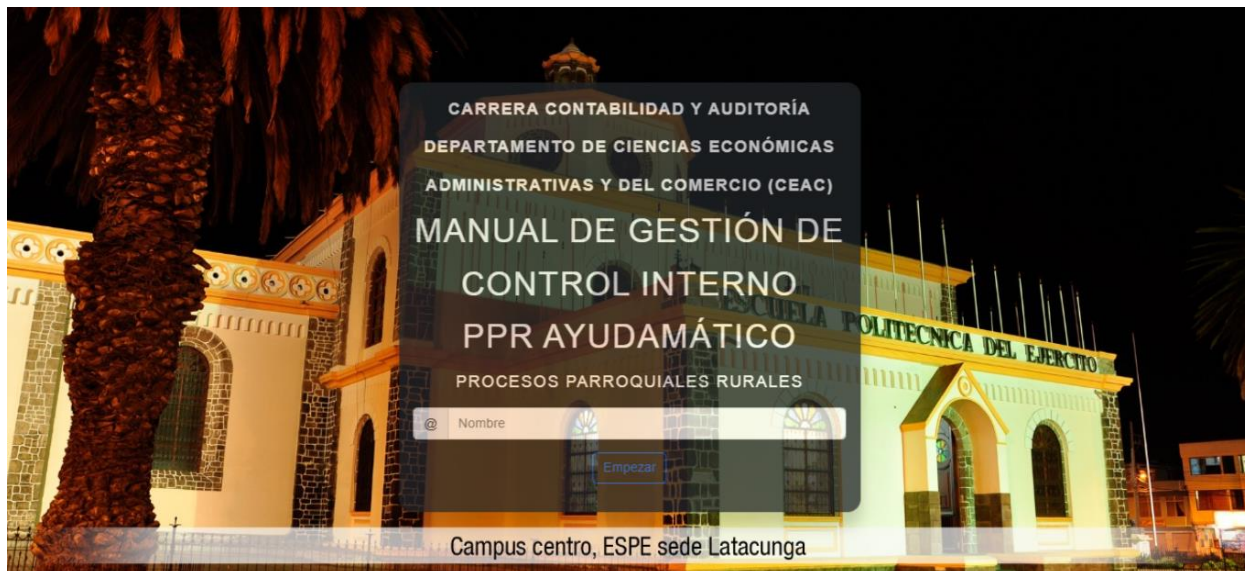 CARRERA CONTABILIDAD Y AUDITORÍA
DEPARTAMENTO DE CIENCIAS ECONÓMICAS
ADMINISTRATIVAS Y DEL COMERCIO (CEAC)
MANUAL DE GESTIÓN DE
CONTROL INTERNO
PPR AYUDAMÁTICO
PROCESOS PARROQUIALES RURALES
@ Nombre
Empezar
ESCUELA POLITECNICA DEL EJERCITO
Campus centro, ESPE sede Latacunga